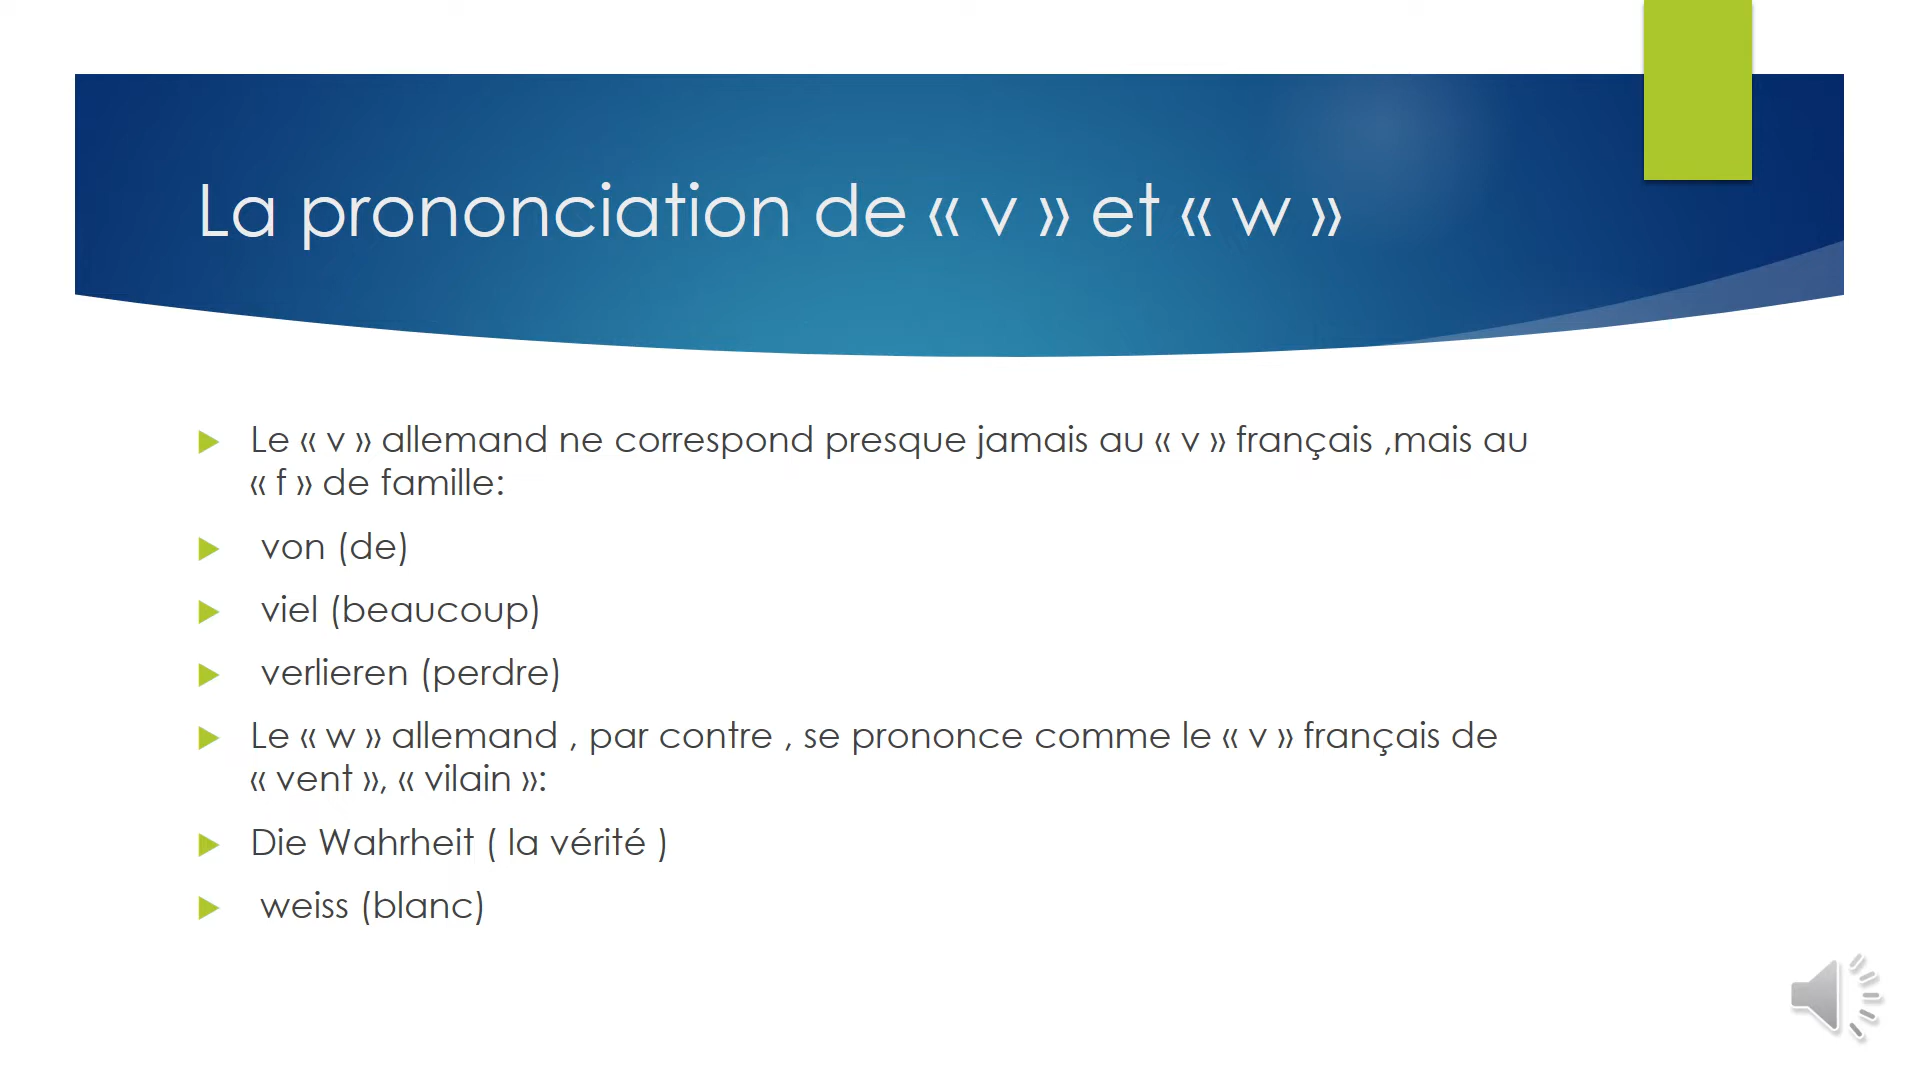 La prononciation de « v » et « w »
Le « v » allemand ne correspond presque jamais au « v » français ,mais au
« f » de famille:
von (de)
viel (beaucoup)
verlieren (perdre)
Le « w » allemand , par contre , se prononce comme le « v » français de
« vent », « vilain »:
Die Wahrheit ( la vérité )
weiss (blanc)